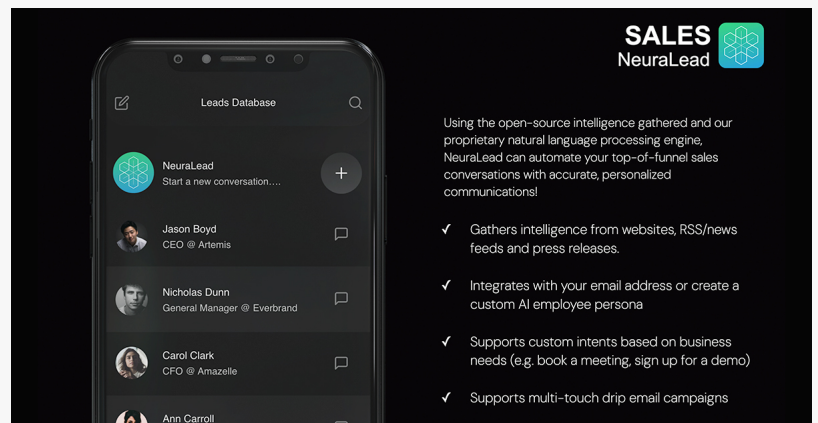 SALES
NeuraLead
Leads Database
NeuraLead
Start a new conversation....
Jason Boyd
CEO @ Artemis
Nicholas Dunn
General Manager @ Everbrand
Carol Clark
CFO @ Amazelle
Ann Carroll
Using the open-source intelligence gathered and our
proprietary natural language processing engine,
NeuraLead can automate your top-of-funnel sales
conversations with accurate, personalized
communications!
✓ Gathers intelligence from websites, RSS/news
feeds and press releases.
✓ Integrates with your email address or create a
custom AI employee persona
✓ Supports custom intents based on business
needs (e.g. book a meeting, sign up for a demo)
✓ Supports multi-touch drip email campaigns